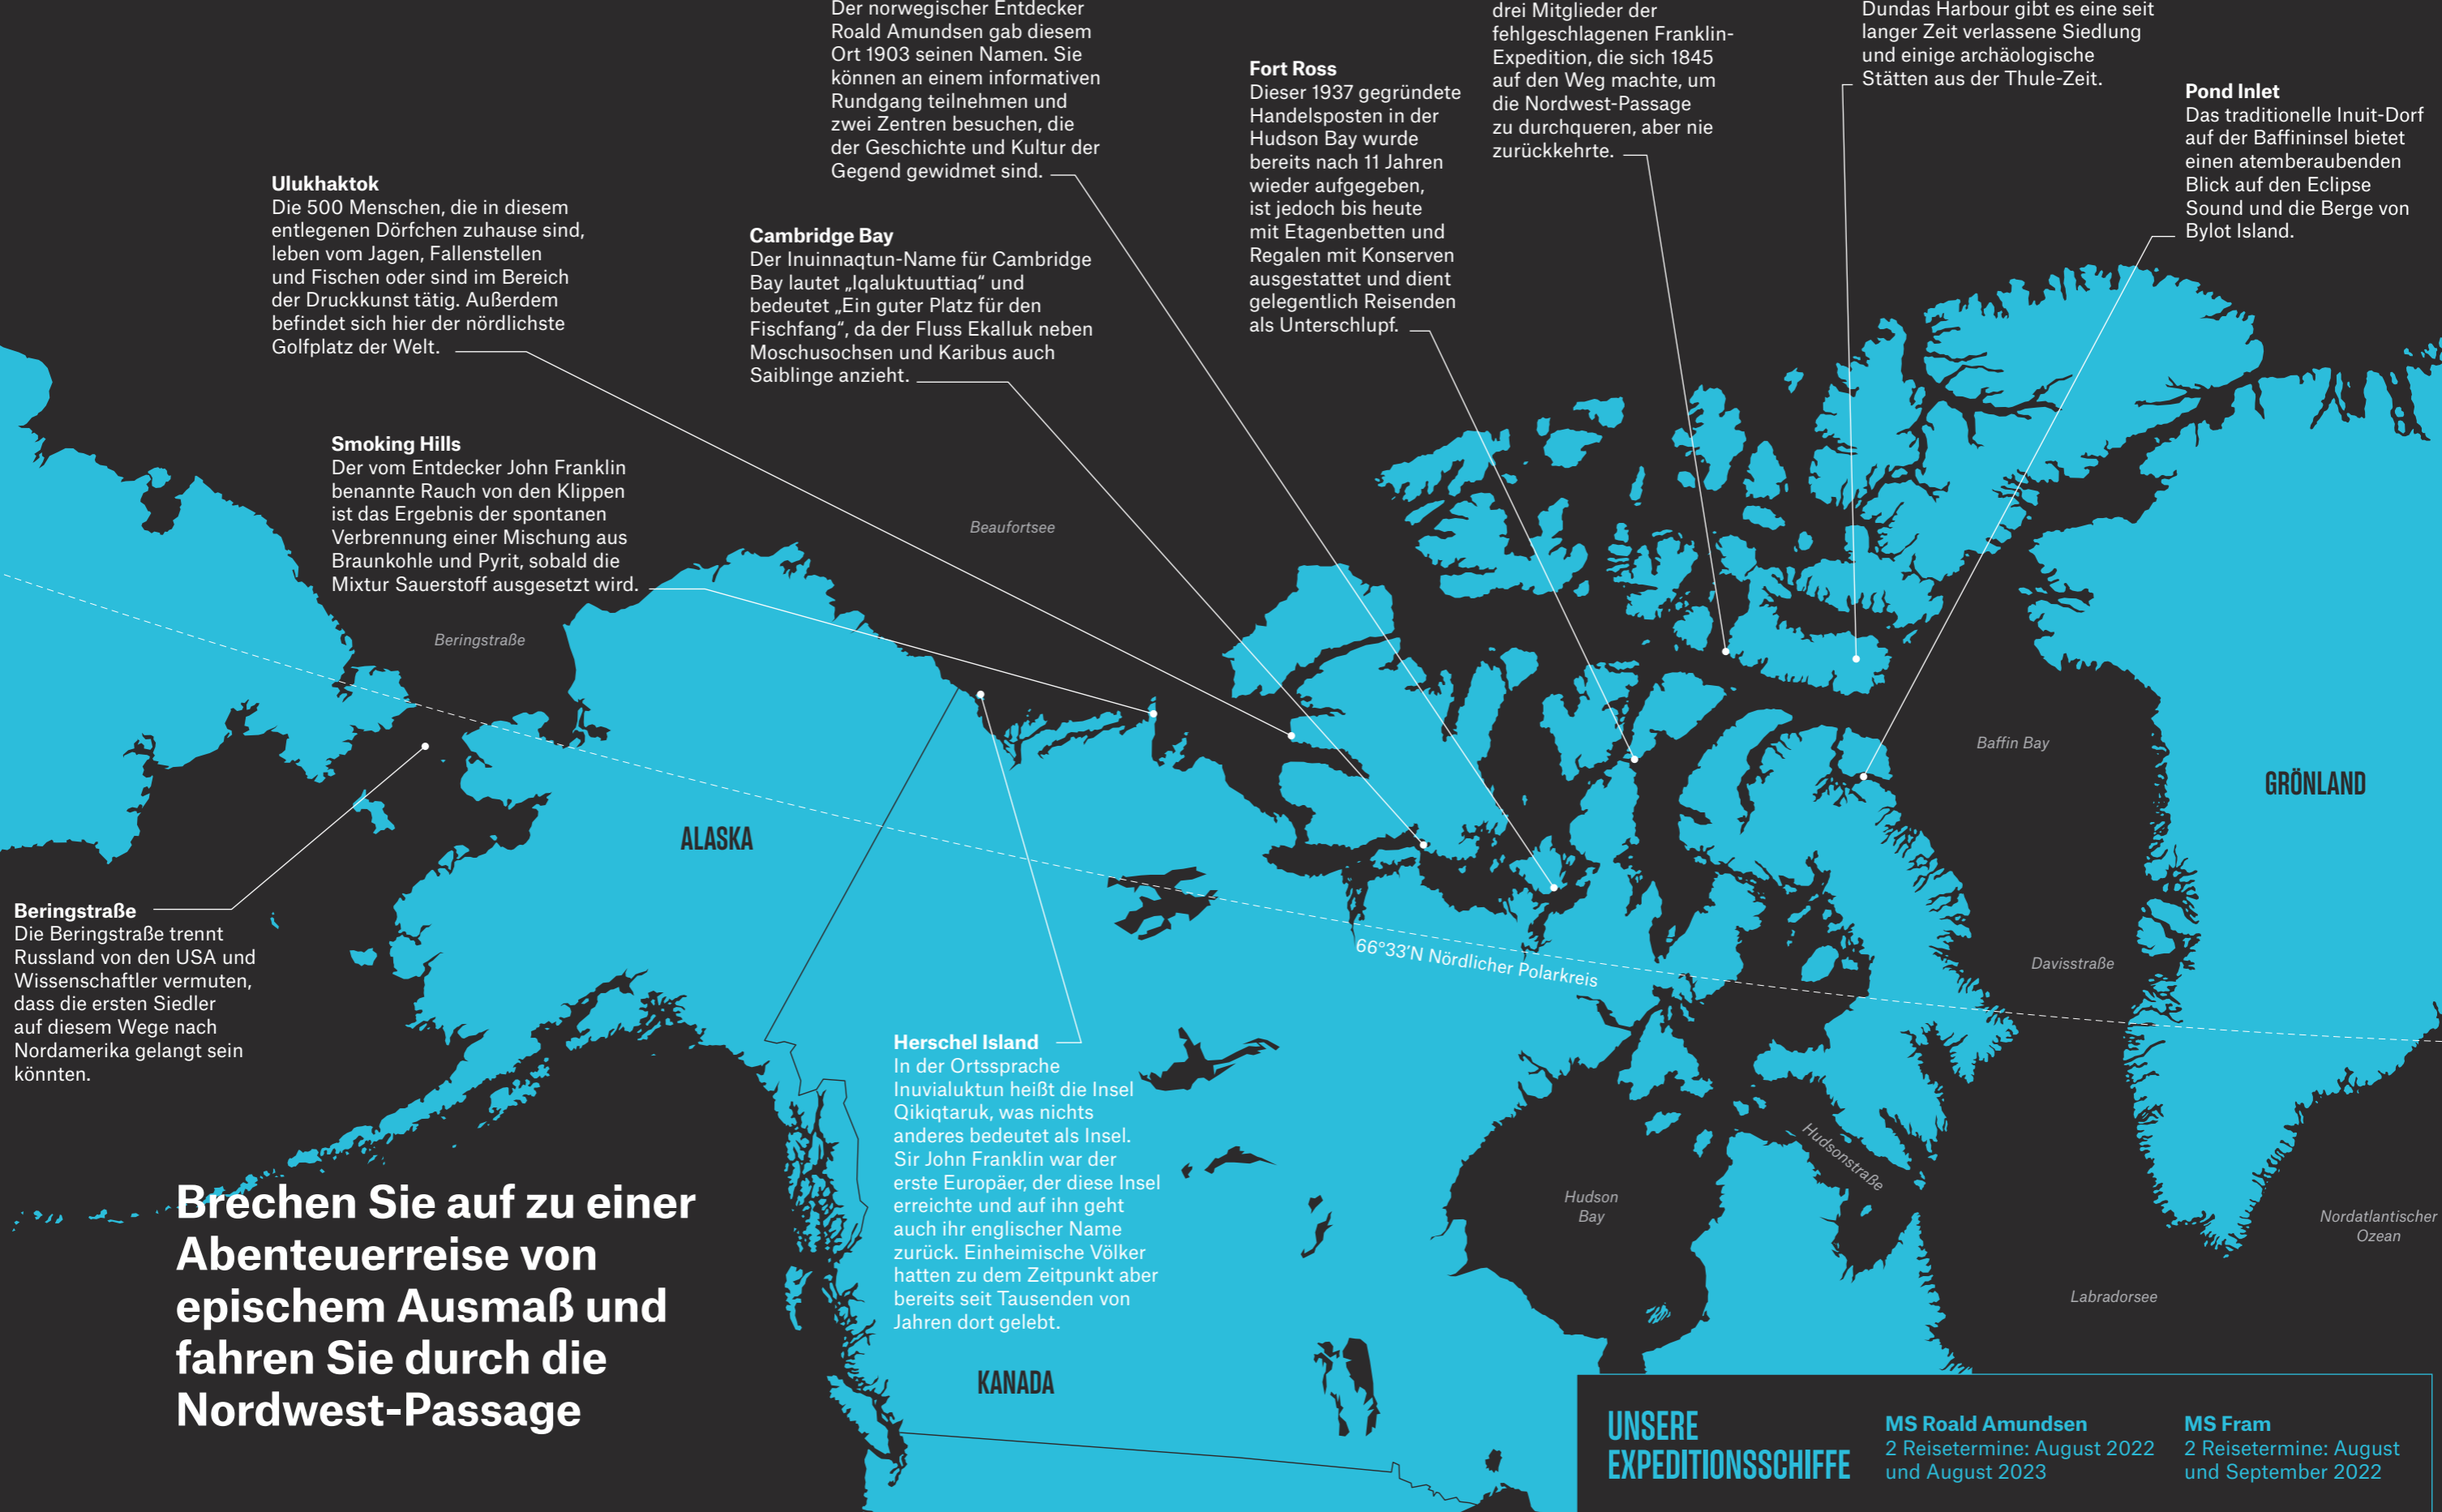 Der norwegischer Entdecker
Roald Amundsen gab diesem
Ort 1903 seinen Namen. Sie
können an einem informativen
Rundgang teilnehmen und
zwei Zentren besuchen, die
der Geschichte und Kultur der
Gegend gewidmet sind.
drei Mitglieder der
fehlgeschlagenen Franklin-
Expedition, die sich 1845
auf den Weg machte, um
die Nordwest-Passage
zu durchqueren, aber nie
zurückkehrte.
Dundas Harbour gibt es eine seit
langer Zeit verlassene Siedlung
und einige archäologische
Stätten aus der Thule-Zeit.
Fort Ross
Dieser 1937 gegründete
Handelsposten in der
Hudson Bay wurde
bereits nach 11 Jahren
wieder aufgegeben,
ist jedoch bis heute
mit Etagenbetten und
Regalen mit Konserven
ausgestattet und dient
gelegentlich Reisenden
als Unterschlupf.
Pond Inlet
Das traditionelle Inuit-Dorf
auf der Baffininsel bietet
einen atemberaubenden
Blick auf den Eclipse
Sound und die Berge von
Bylot Island.
Ulukhaktok
Die 500 Menschen, die in diesem
entlegenen Dörfchen zuhause sind,
leben vom Jagen, Fallenstellen
und Fischen oder sind im Bereich
der Druckkunst tätig. Außerdem
befindet sich hier der nördlichste
Golfplatz der Welt.
Cambridge Bay
Der Inuinnaqtun-Name für Cambridge
Bay lautet „Iqaluktuuttiaq“ und
bedeutet „Ein guter Platz für den
Fischfang“, da der Fluss Ekalluk neben
Moschusochsen und Karibus auch
Saiblinge anzieht.
Smoking Hills
Der vom Entdecker John Franklin
benannte Rauch von den Klippen
ist das Ergebnis der spontanen
Verbrennung einer Mischung aus
Braunkohle und Pyrit, sobald die
Mixtur Sauerstoff ausgesetzt wird.
Beaufortsee
Beringstraße
Baffin Bay
GRÖNLAND
ALASKA
Beringstraße
Die Beringstraße trennt
Russland von den USA und
Wissenschaftler vermuten,
dass die ersten Siedler
auf diesem Wege nach
Nordamerika gelangt sein
könnten.
66°33'N Nördlicher Polarkreis
Davisstraße
Herschel Island
In der Ortssprache
Inuvialuktun heißt die Insel
Qikiqtaruk, was nichts
anderes bedeutet als Insel.
Sir John Franklin war der
erste Europäer, der diese Insel
erreichte und auf ihn geht
auch ihr englischer Name
zurück. Einheimische Völker
hatten zu dem Zeitpunkt aber
bereits seit Tausenden von
Jahren dort gelebt.
Hudsonstraße
Hudson
Bay
Nordatlantischer
Ozean
Labradorsee
Brechen Sie auf zu einer
Abenteuerreise von
epischem Ausmaß und
fahren Sie durch die
Nordwest-Passage
KANADA
UNSERE
EXPEDITIONSSCHIFFE
MS Roald Amundsen
2 Reisetermine: August 2022
und August 2023
MS Fram
2 Reisetermine: August
und September 2022